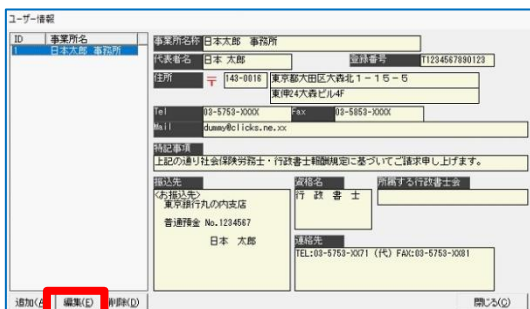 ユーザー情報
ID 事業所名
1 日本太郎 事務所
事業所名称 日本太郎 事務所
代表者名 日本 太郎 登録番号 T1234567890123
住所 〒 143-0016 東京都大田区大森北1-15-5
東伸24大森ビル4F
Tel 03-5753-XXXX Fax 03-5853-XXXX
Mail dummy@clicks.ne.xx
特記事項
上記の通り社会保険労務士・行政書士報酬規定に基づいてご請求申し上げます。
振込先 資格名 所属する行政書士会
<お振込先> 行 政 書 士
東京銀行丸の内支店
普通預金 No.1234567
日本 太郎
連絡先
TEL:03-5753-XX71 (代) FAX:03-5753-XX81
追加(A) 編集(E) 削除(D) 閉じる(C)